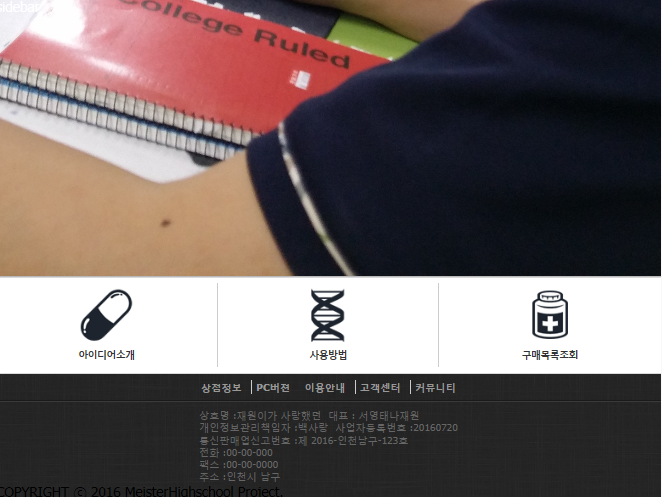 sidebar
College Ruled
아이디어소개
사용방법
구매목록조회
상점정보 PC버젼 이용안내 고객센터 커뮤니티
상호명 :재원이가 사랑했던 대표 : 서영태나재원
개인정보관리책임자 :백사랑 사업자등록번호 :20160720
통신판매업신고번호 :제 2016-인천남구-123호
전화 :00-00-000
팩스 :00-00-0000
주소 :인천시 남구
COPYRIGHT ⓒ 2016 MeisterHighschool Project.